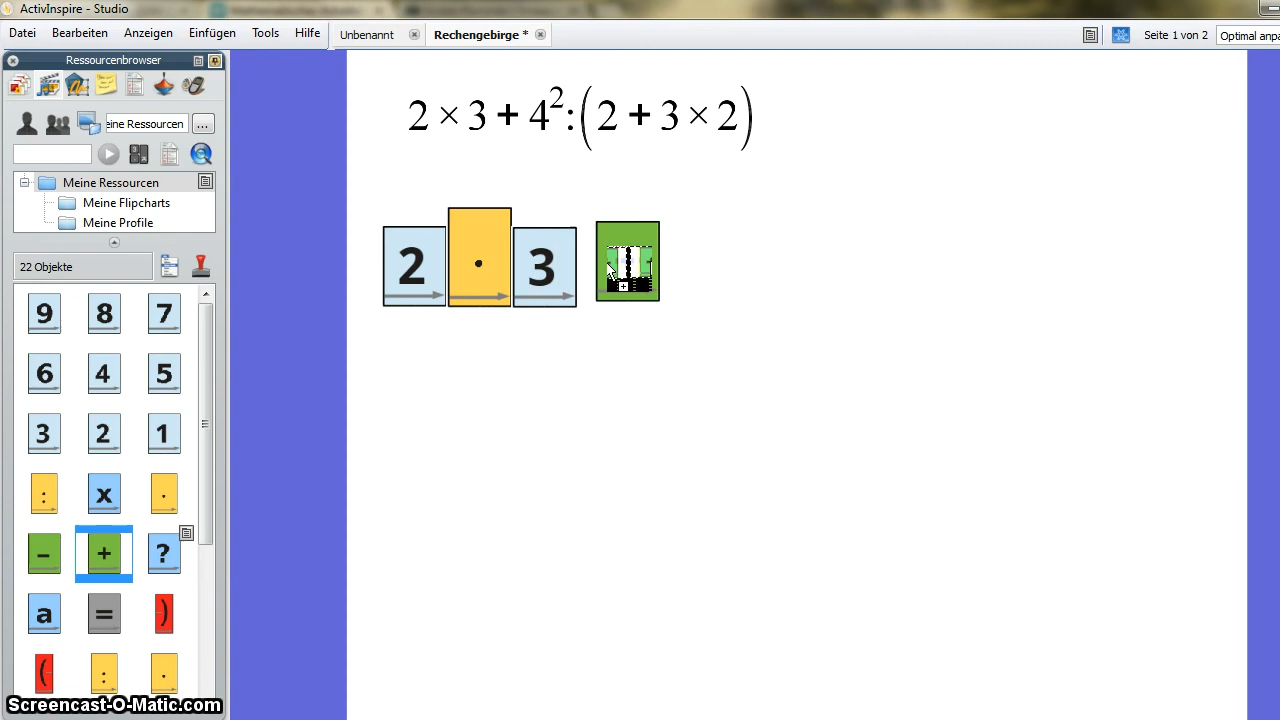 ActivInspire - Studio
Datei Bearbeiten Anzeigen Einfügen Tools Hilfe
Unbenannt Rechengebirge * Seite 1 von 2 Optimal anpa
Ressourcenbrowser
eine Ressourcen ...
Meine Ressourcen
Meine Flipcharts
Meine Profile
22 Objekte
9 8 7
6 4 5
3 2 1
: x ·
– + ?
a = )
( : ·
2 × 3 + 4²:(2 + 3 × 2)
2 · 3
Screencast-O-Matic.com